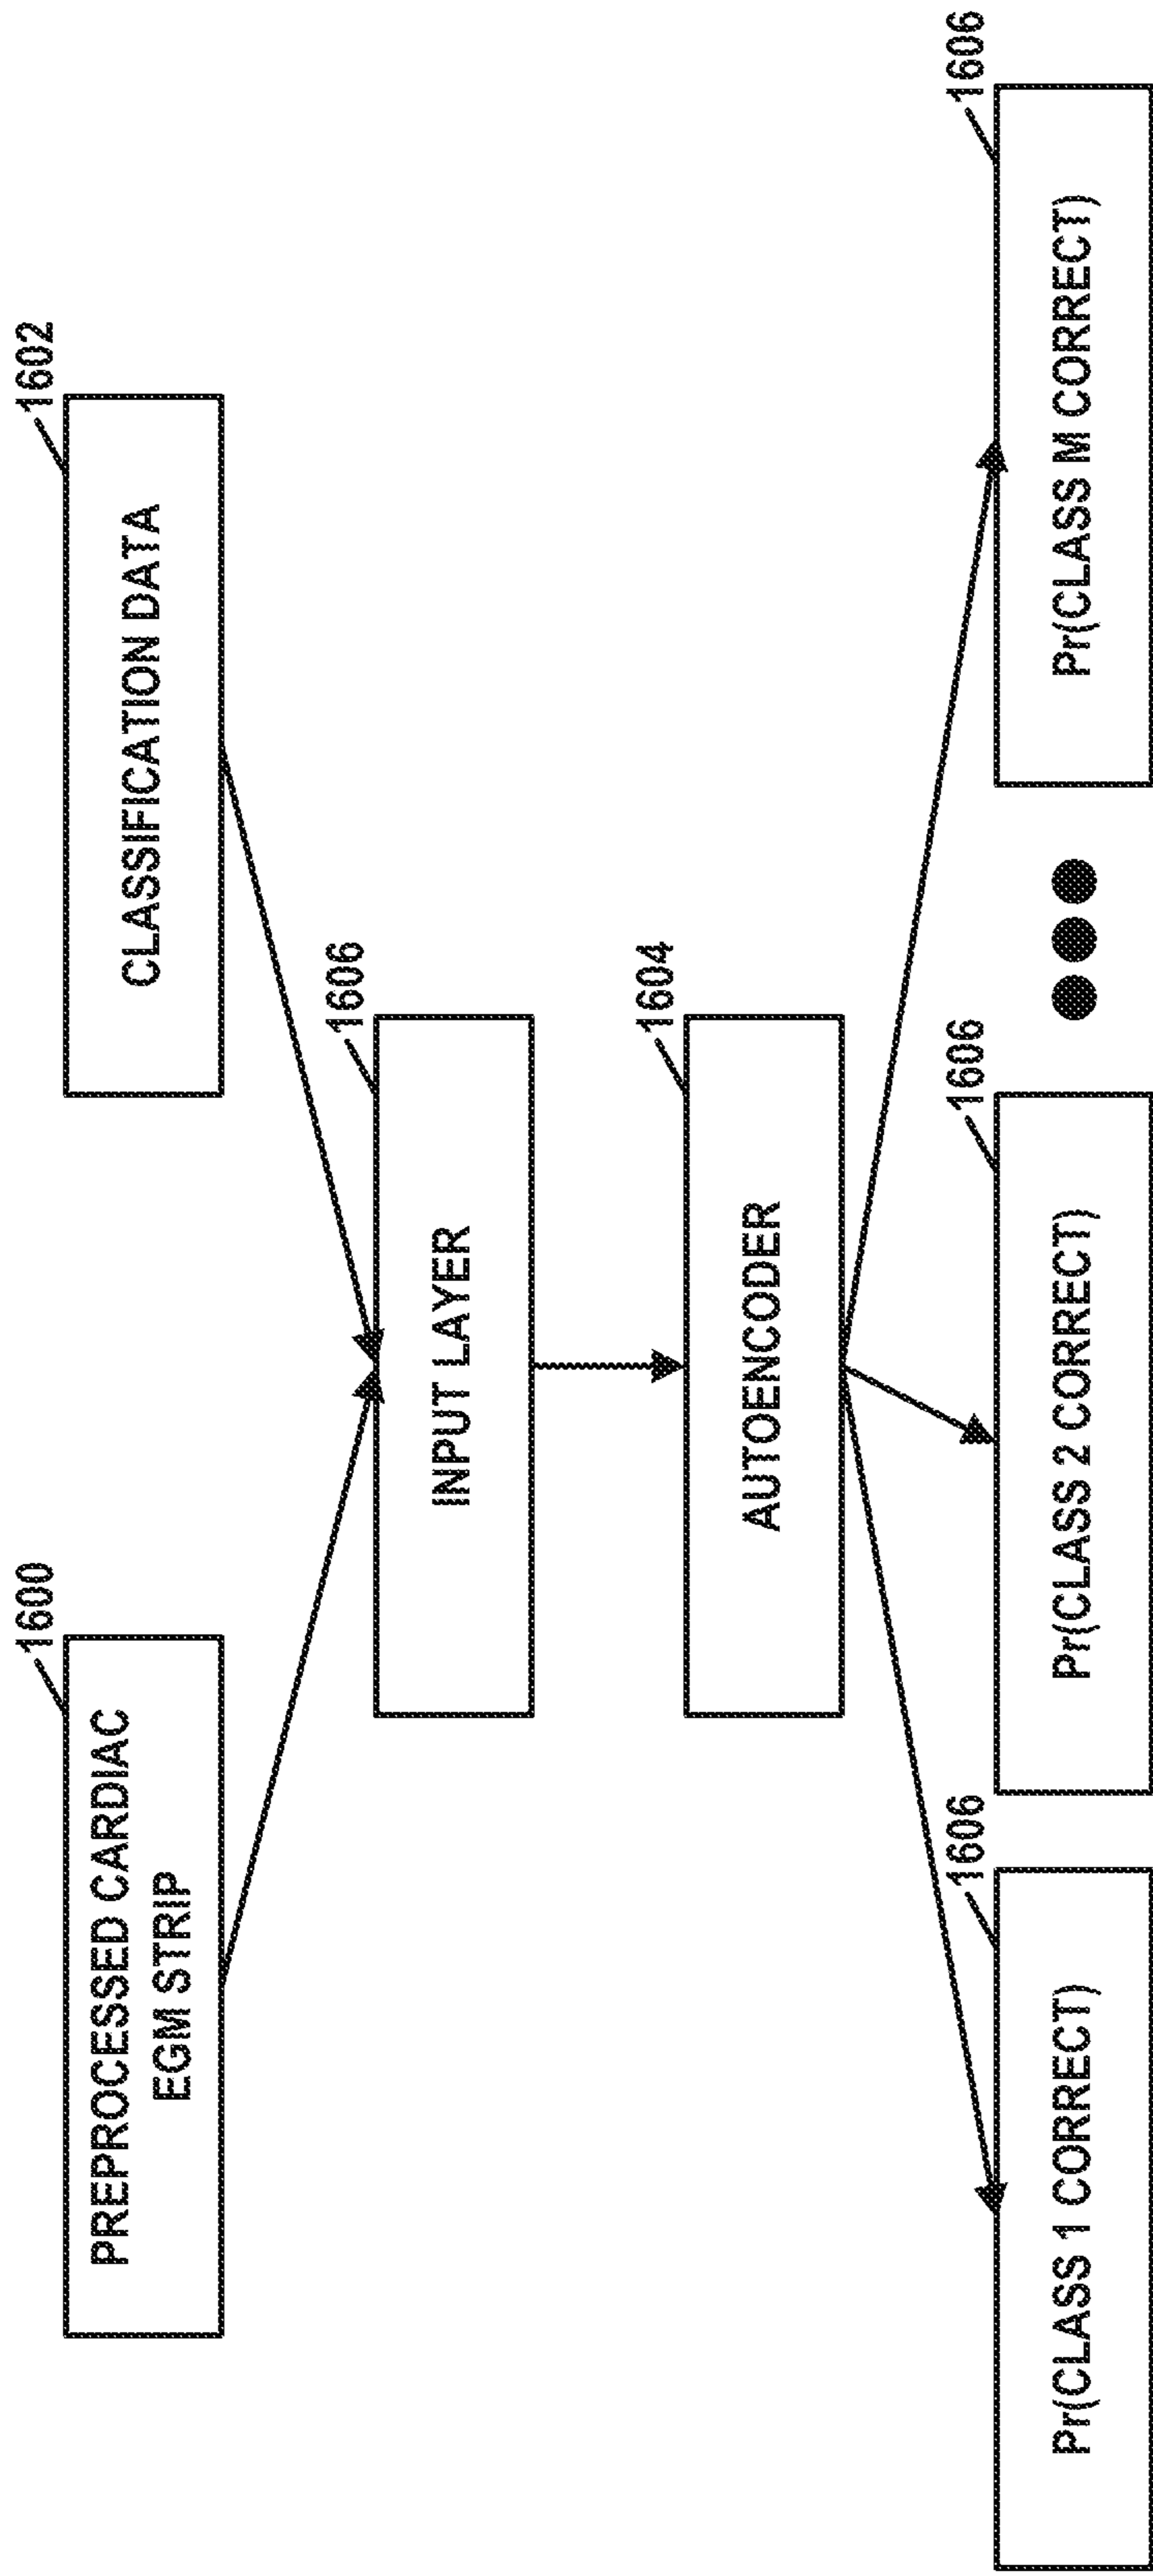 1600
PREPROCESSED CARDIAC
EGM STRIP
1602
CLASSIFICATION DATA
1606
INPUT LAYER
1604
AUTOENCODER
1606
Pr(CLASS 1 CORRECT)
1606
Pr(CLASS 2 CORRECT)
1606
Pr(CLASS M CORRECT)